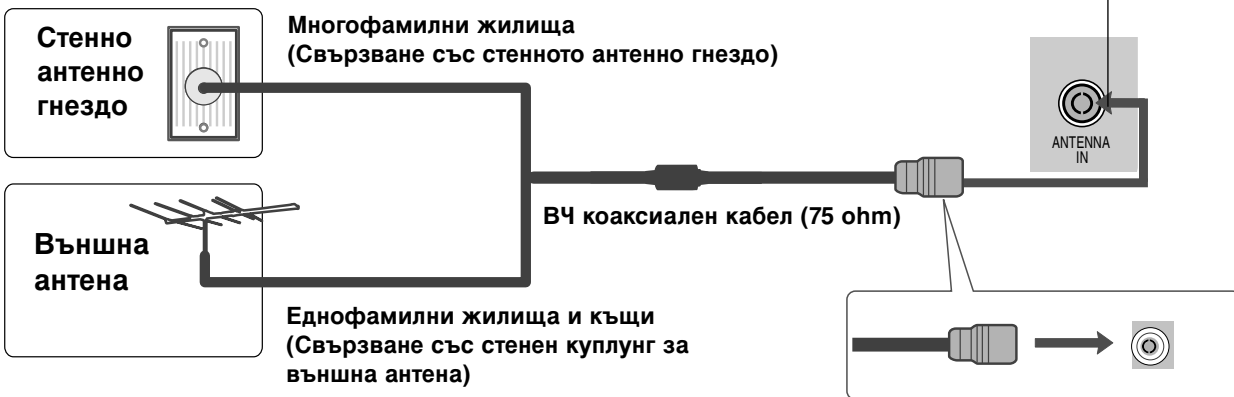 Стенно
антенно
гнездо
Многофамилни жилища
(Свързване със стенното антенно гнездо)
ANTENNA
IN
ВЧ коаксиален кабел (75 ohm)
Външна
антена
Еднофамилни жилища и къщи
(Свързване със стенен куплунг за
външна антена)